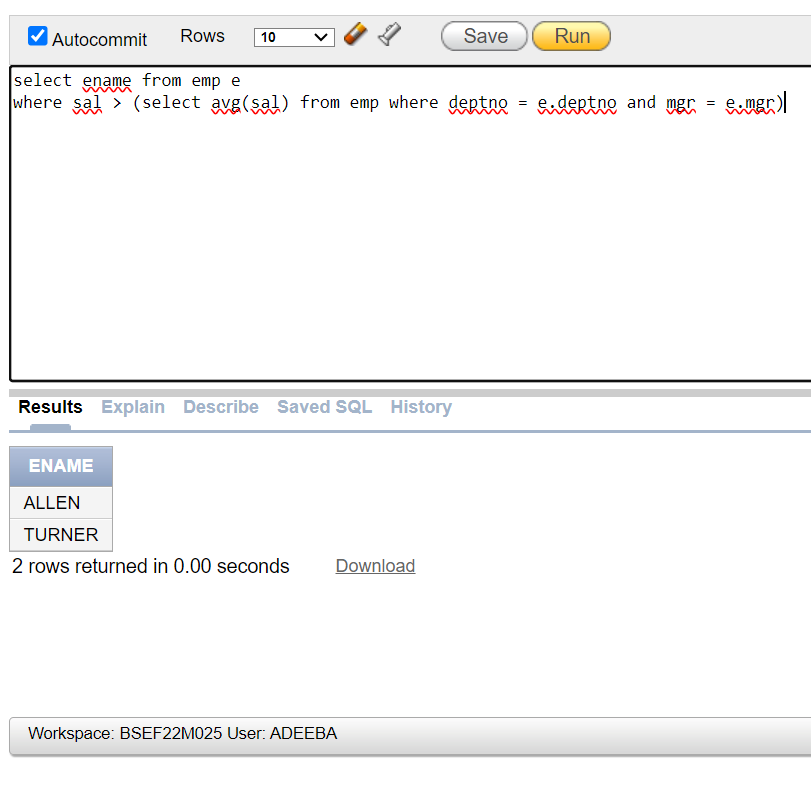 Autocommit Rows 10 Save Run
select ename from emp e
where sal > (select avg(sal) from emp where deptno = e.deptno and mgr = e.mgr)
Results Explain Describe Saved SQL History
ENAME
ALLEN
TURNER
2 rows returned in 0.00 seconds Download
Workspace: BSEF22M025 User: ADEEBA